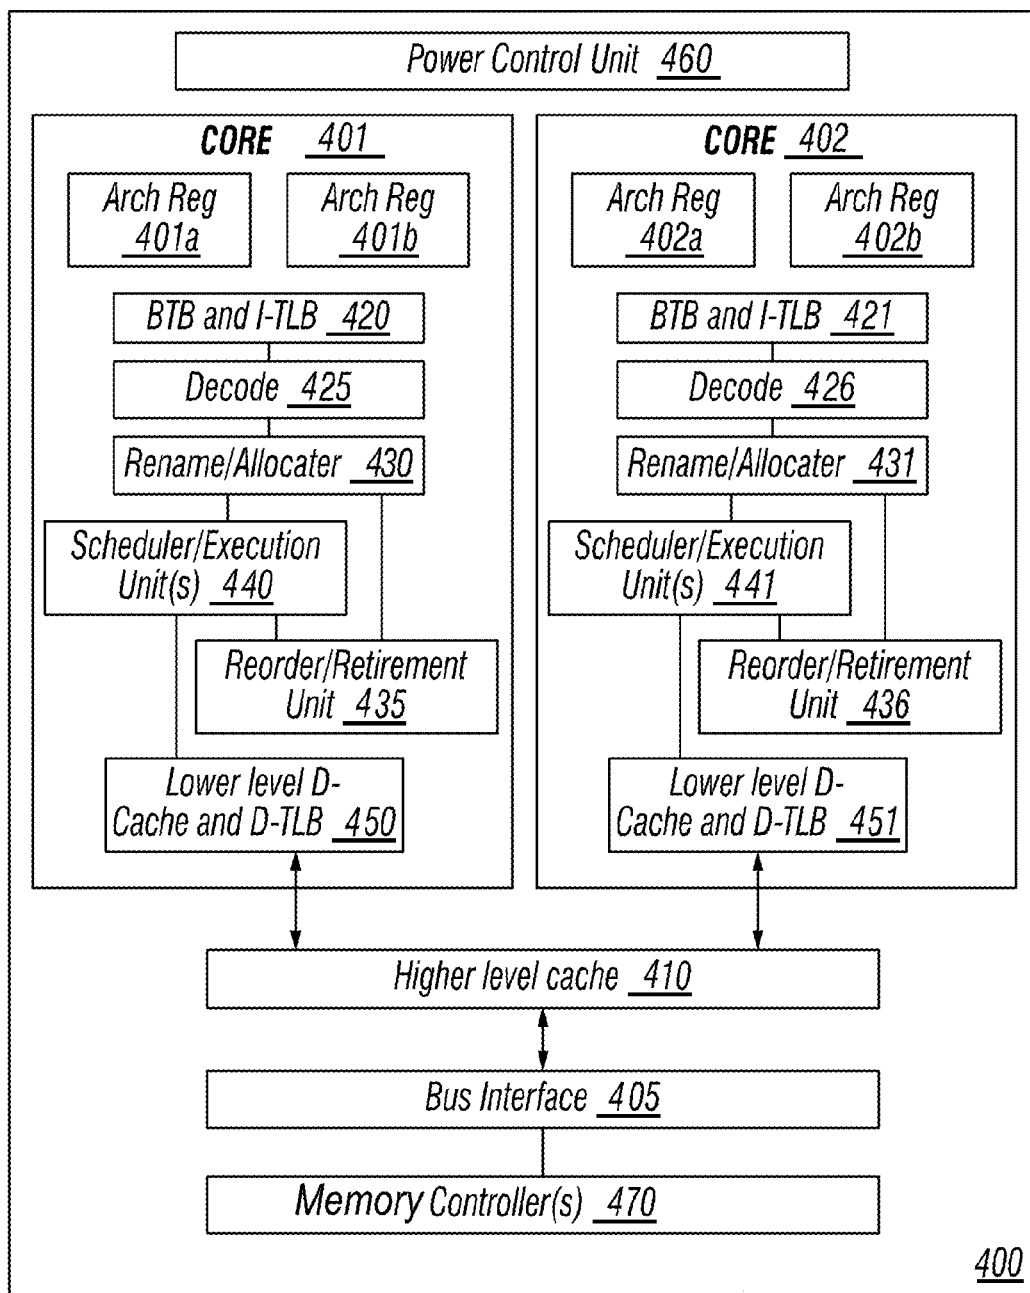 Power Control Unit 460
CORE 401
Arch Reg
401a
Arch Reg
401b
BTB and I-TLB 420
Decode 425
Rename/Allocater 430
Scheduler/Execution
Unit(s) 440
Reorder/Retirement
Unit 435
Lower level D-
Cache and D-TLB 450
CORE 402
Arch Reg
402a
Arch Reg
402b
BTB and I-TLB 421
Decode 426
Rename/Allocater 431
Scheduler/Execution
Unit(s) 441
Reorder/Retirement
Unit 436
Lower level D-
Cache and D-TLB 451
Higher level cache 410
Bus Interface 405
Memory Controller(s) 470
400